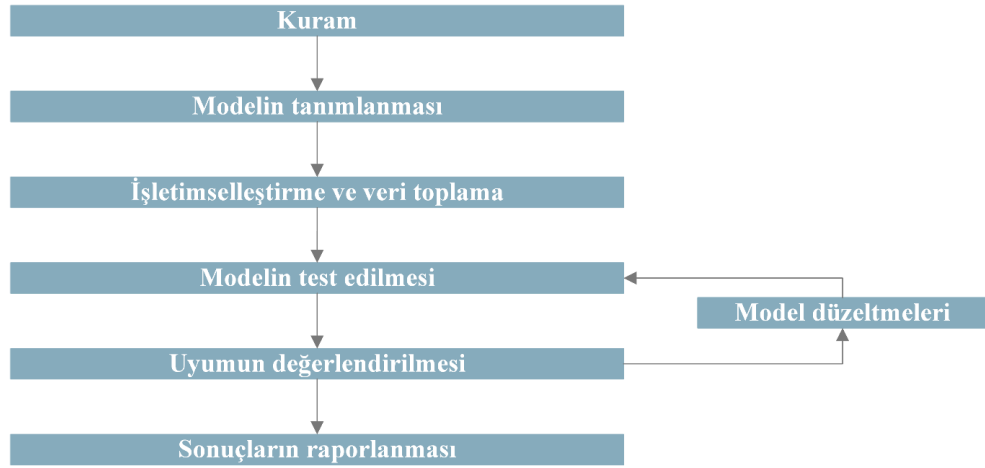 Kuram
Modelin tanımlanması
İşletimselleştirme ve veri toplama
Modelin test edilmesi
Model düzeltmeleri
Uyumun değerlendirilmesi
Sonuçların raporlanması